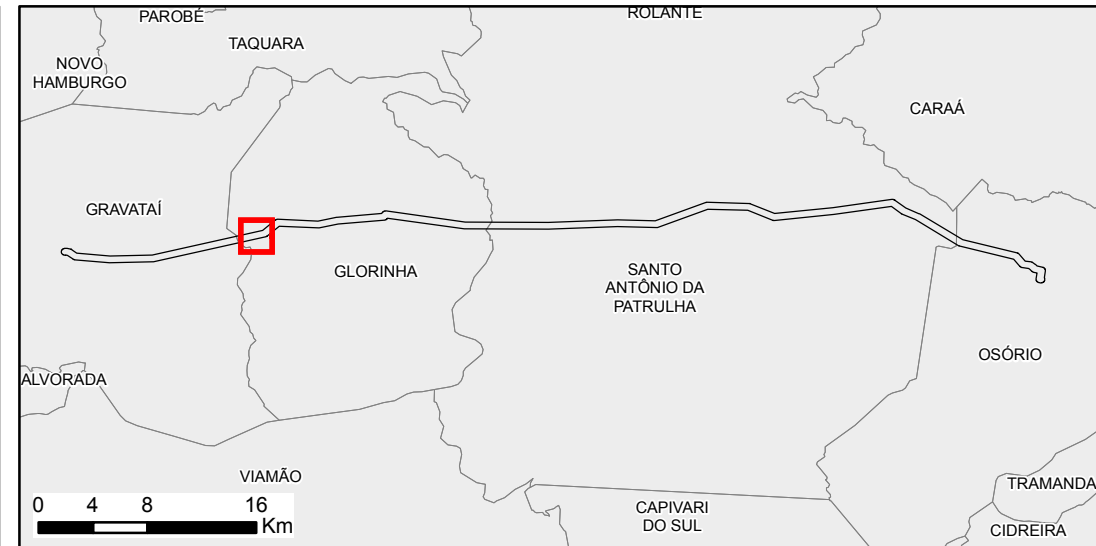 PAROBÉ
ROLANTE
TAQUARA
NOVO
HAMBURGO
CARAÁ
GRAVATAÍ
GLORINHA
SANTO
ANTÔNIO DA
PATRULHA
OSÓRIO
ALVORADA
VIAMÃO
TRAMANDA
CAPIVARI
DO SUL
CIDREIRA
0 4 8 16
Km